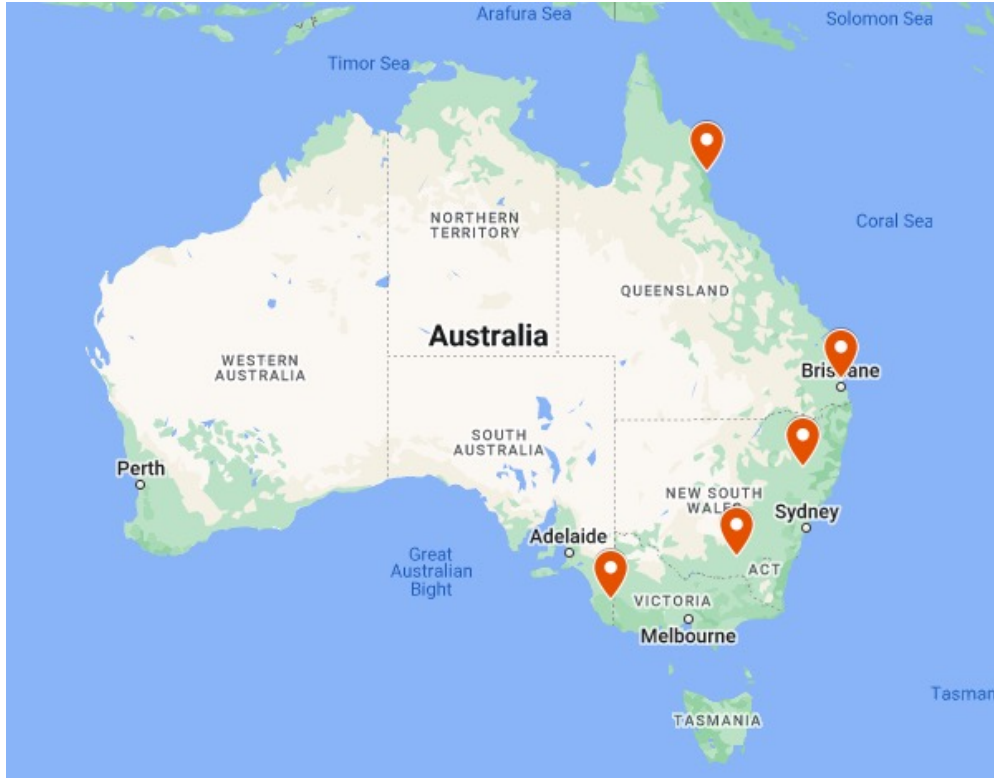 Arafura Sea
Solomon Sea
Timor Sea
Coral Sea
NORTHERN
TERRITORY
QUEENSLAND
Australia
WESTERN
AUSTRALIA
Brisbane
SOUTH
AUSTRALIA
Perth
NEW SOUTH
WALES
Sydney
Adelaide
Great
Australian
Bight
ACT
VICTORIA
Melbourne
Tasman
TASMANIA